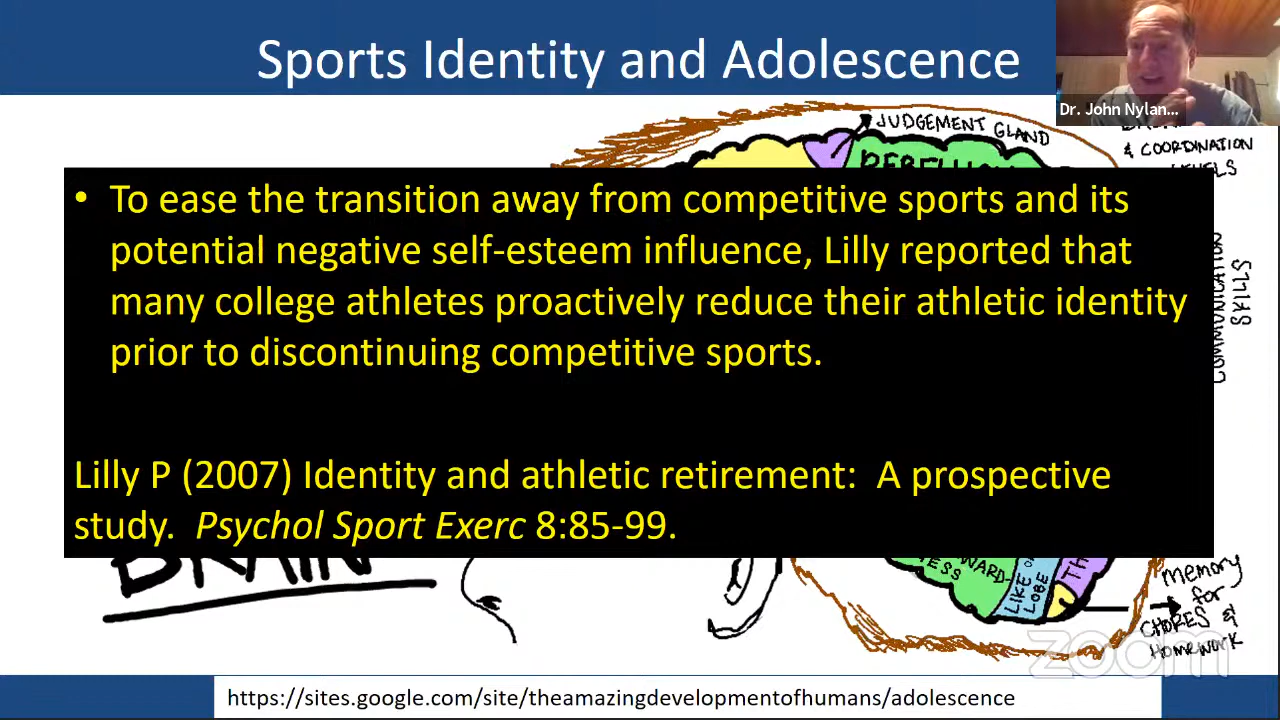 Sports Identity and Adolescence
Dr. John Nylan...
JUDGEMENT GLAND
& COORDINATION
• To ease the transition away from competitive sports and its
potential negative self-esteem influence, Lilly reported that
many college athletes proactively reduce their athletic identity
prior to discontinuing competitive sports.
SKILLS
Lilly P (2007) Identity and athletic retirement: A prospective
study. Psychol Sport Exerc 8:85-99.
BRAIN
LIKE
LOBE
Memory
for
CHORES &
Homework
zoom
https://sites.google.com/site/theamazingdevelopmentofhumans/adolescence